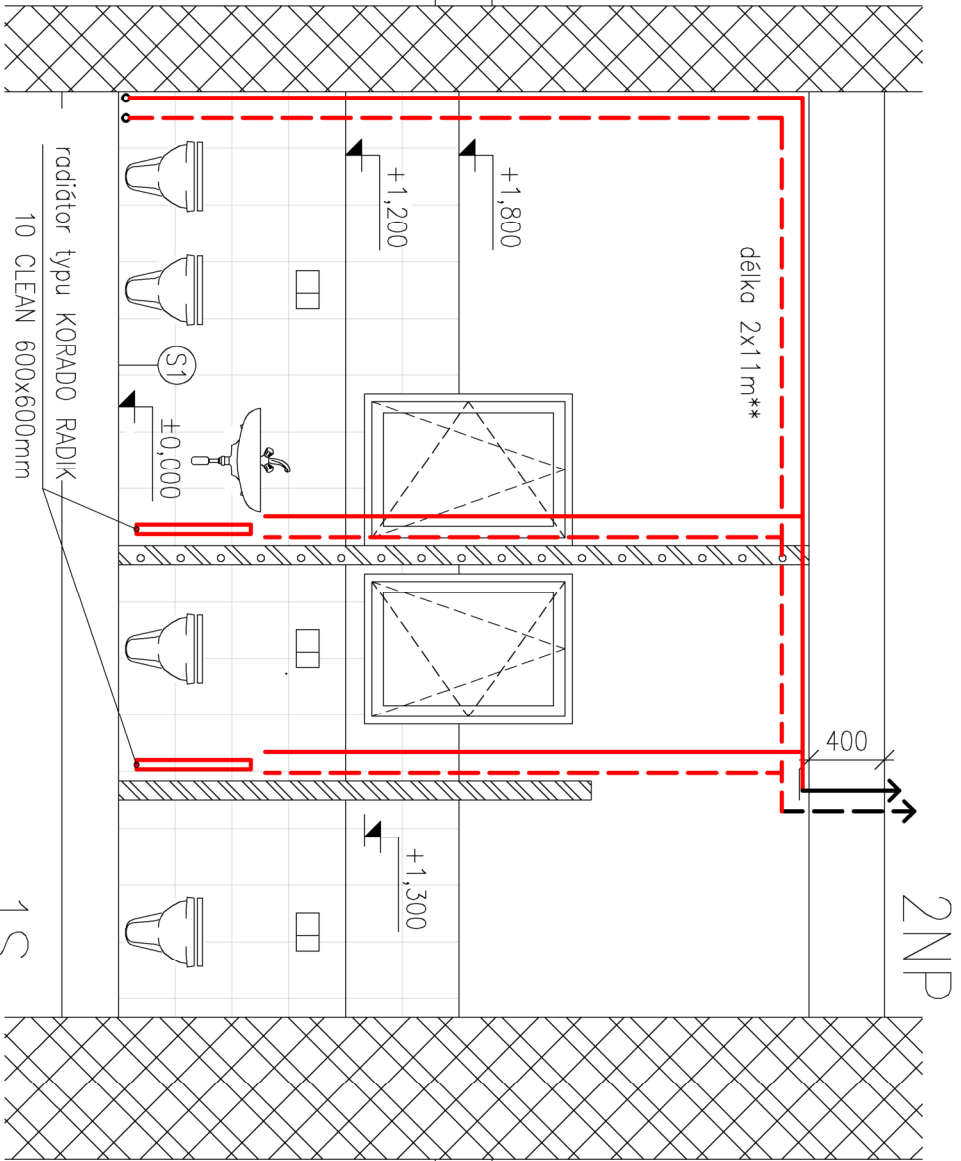 2NP
400
délka 2x11m**
+1,800
+1,200
+1,300
S1
±0,000
radiátor typu KORADO RADIK
10 CLEAN 600x600mm
1S